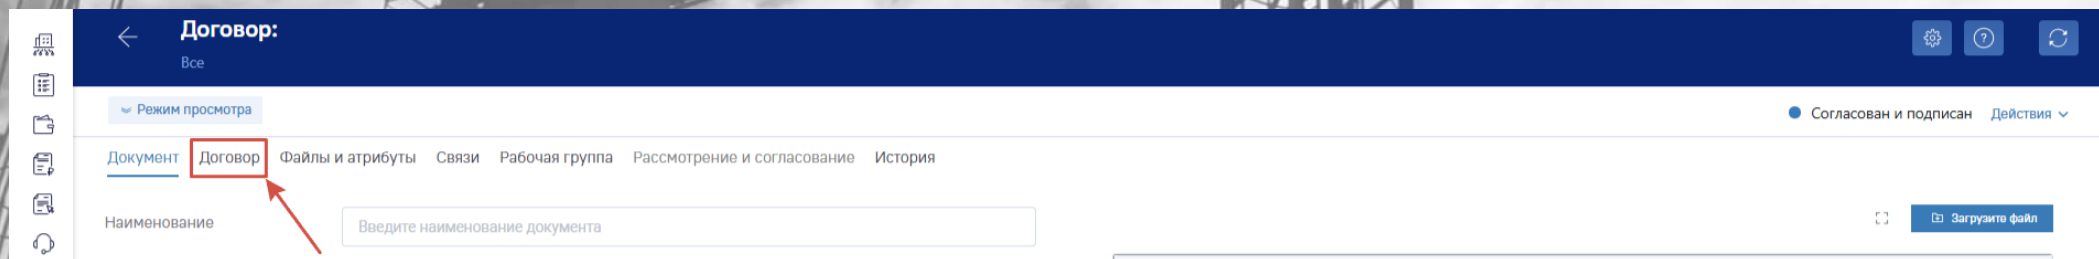 Договор:
Все
Режим просмотра
Согласован и подписан Действия
Документ Договор Файлы и атрибуты Связи Рабочая группа Рассмотрение и согласование История
Наименование Введите наименование документа Загрузите файл